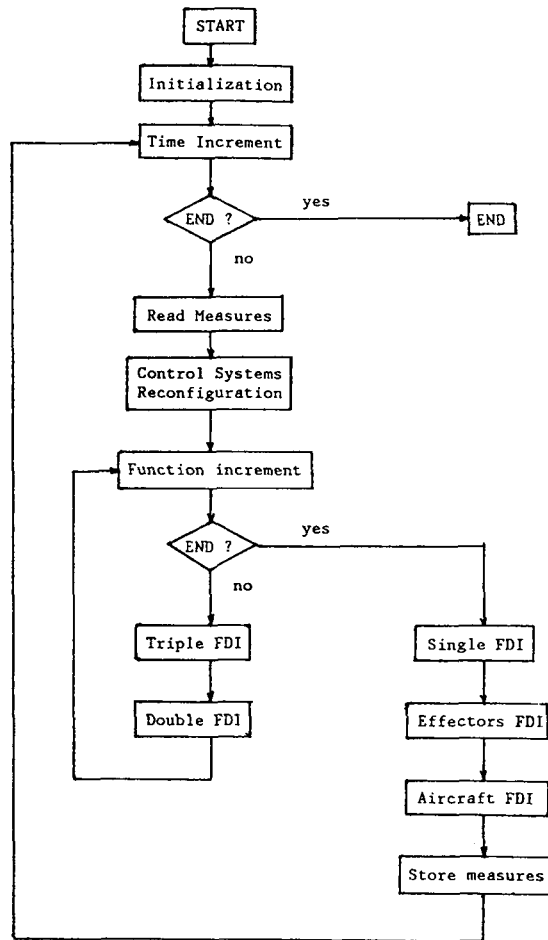 START
Initialization
Time Increment
END ?
yes
END
no
Read Measures
Control Systems
Reconfiguration
Function increment
END ?
yes
no
Triple FDI
Single FDI
Double FDI
Effectors FDI
Aircraft FDI
Store measures